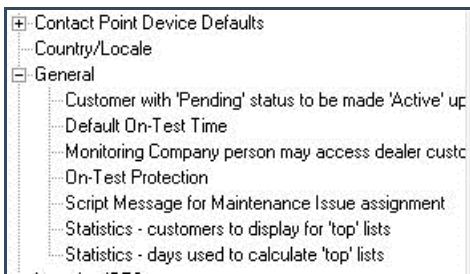 Contact Point Device Defaults
Country/Locale
General
Customer with 'Pending' status to be made 'Active' up
Default On-Test Time
Monitoring Company person may access dealer custo
On-Test Protection
Script Message for Maintenance Issue assignment
Statistics - customers to display for 'top' lists
Statistics - days used to calculate 'top' lists